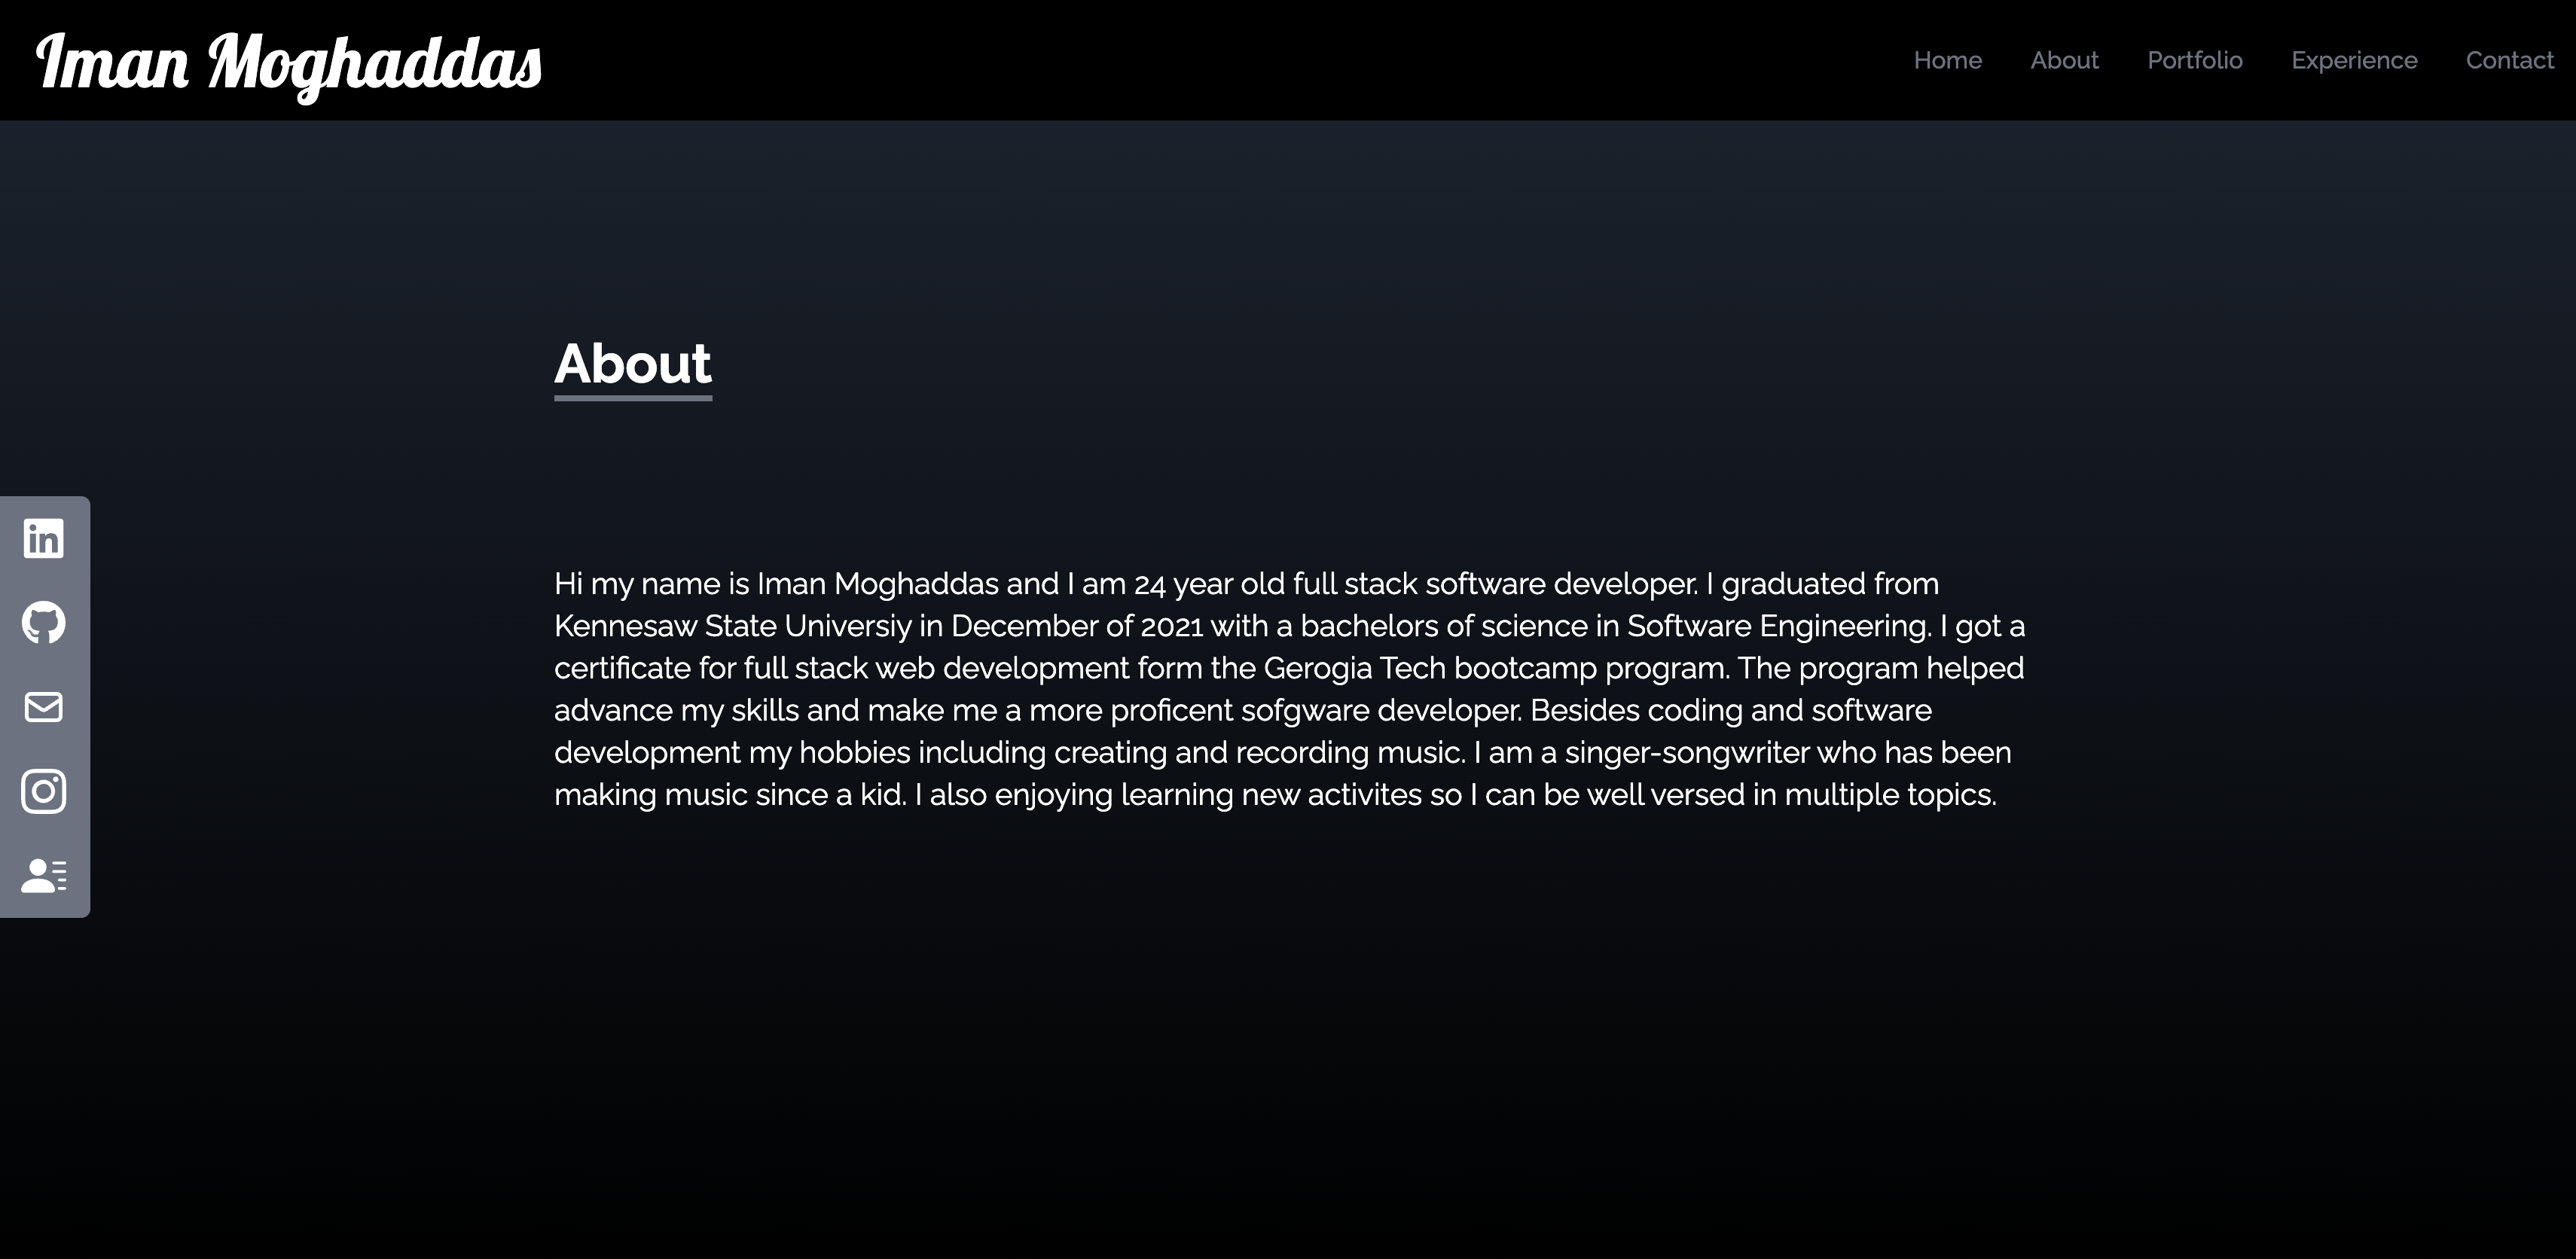 Iman Moghaddas
Home About Portfolio Experience Contact
About
in
Hi my name is Iman Moghaddas and I am 24 year old full stack software developer. I graduated from
Kennesaw State Universiy in December of 2021 with a bachelors of science in Software Engineering. I got a
certificate for full stack web development form the Gerogia Tech bootcamp program. The program helped
advance my skills and make me a more proficent sofgware developer. Besides coding and software
development my hobbies including creating and recording music. I am a singer-songwriter who has been
making music since a kid. I also enjoying learning new activites so I can be well versed in multiple topics.